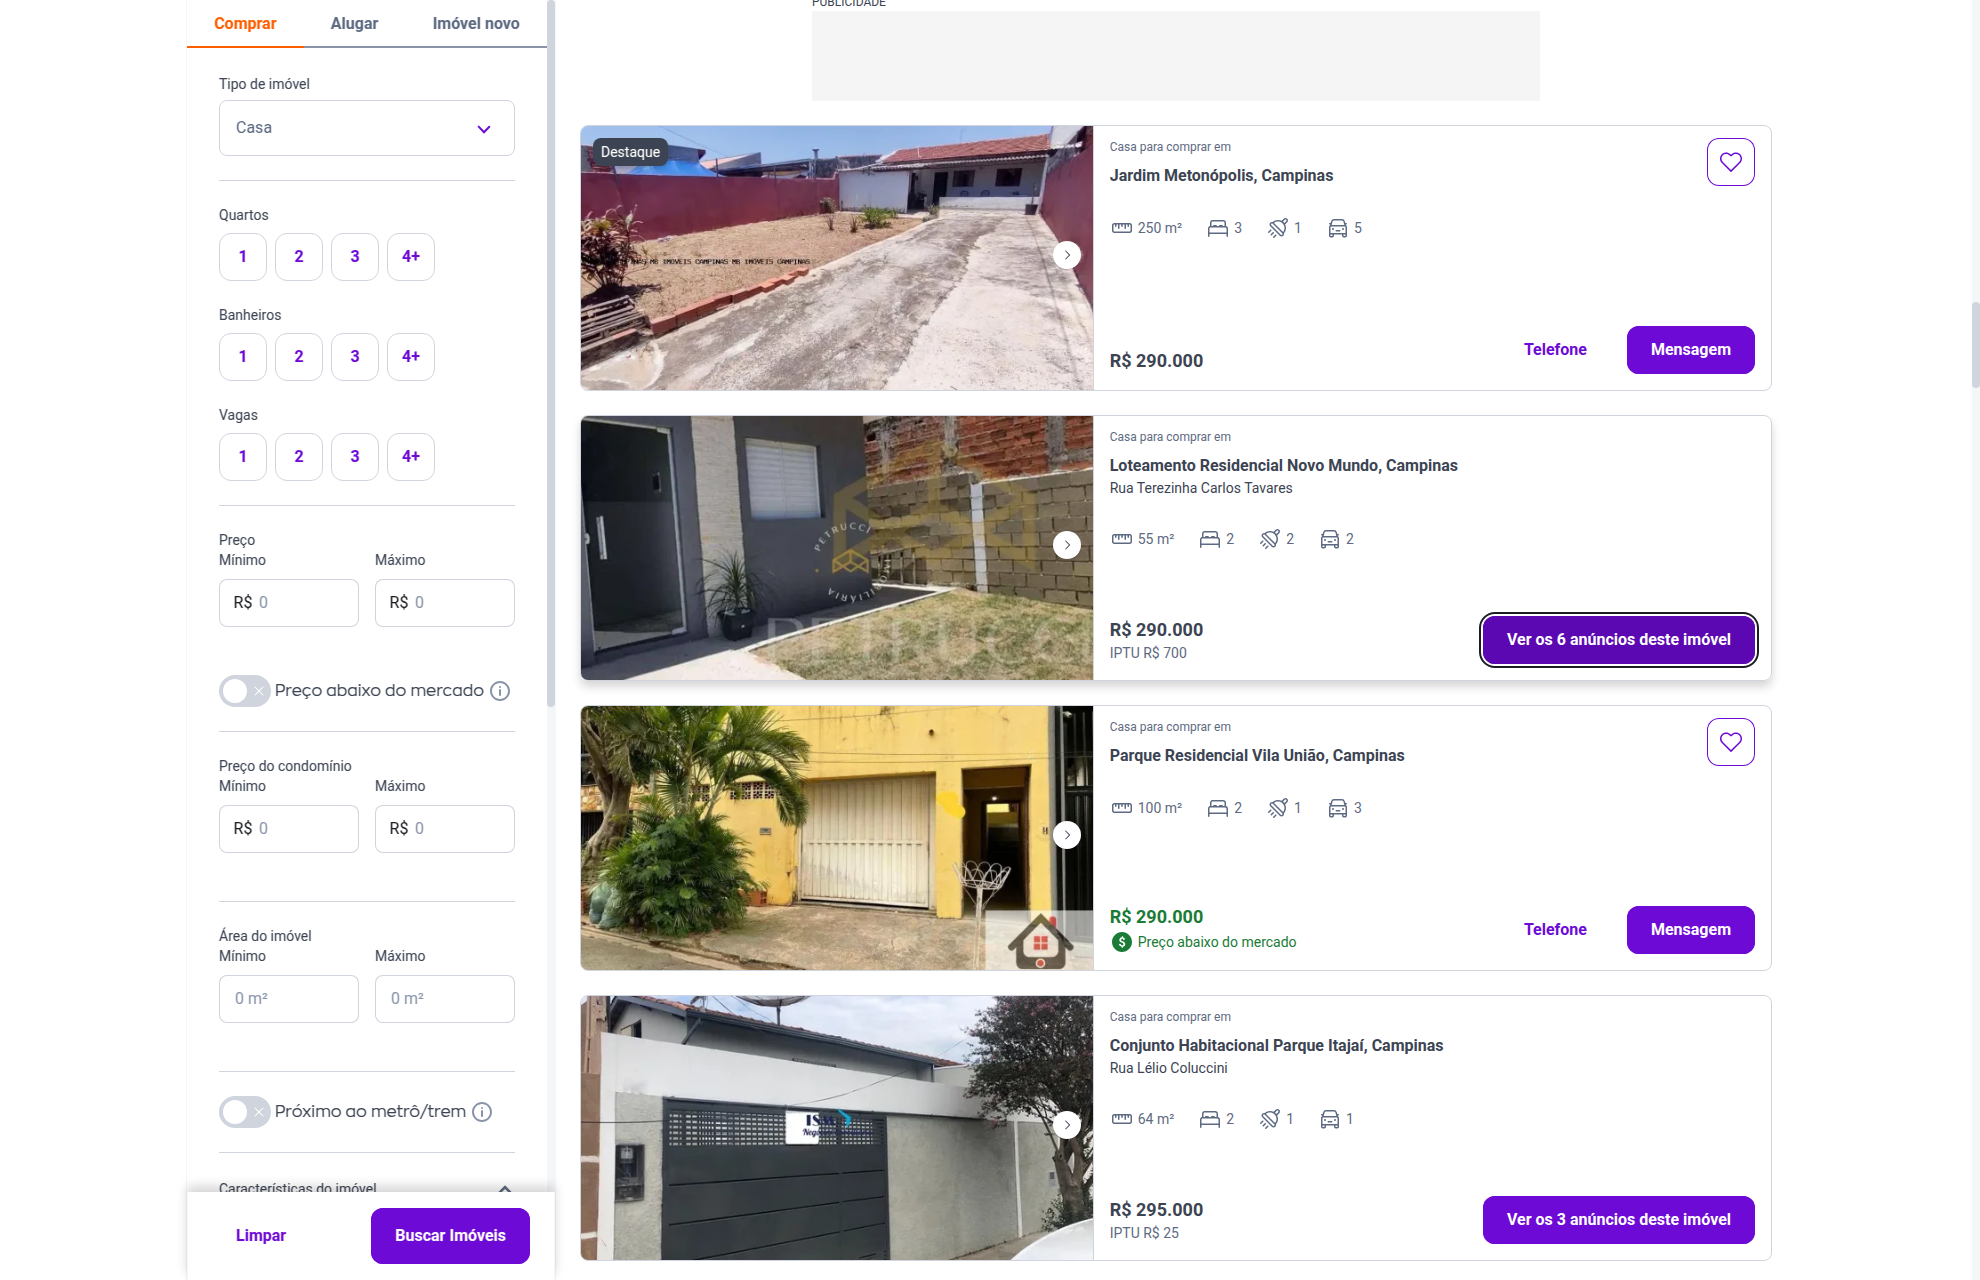 Comprar
Alugar
Imóvel novo
Tipo de imóvel
Casa
Quartos
1
2
3
4+
Banheiros
1
2
3
4+
Vagas
1
2
3
4+
Preço
Mínimo
Máximo
R$ 0
R$ 0
Preço abaixo do mercado
Preço do condomínio
Mínimo
Máximo
R$ 0
R$ 0
Área do imóvel
Mínimo
Máximo
0 m²
0 m²
Próximo ao metrô/trem
Características do imóvel
Limpar
Buscar Imóveis
PUBLICIDADE
Destaque
MB IMOVEIS CAMPINAS MB IMOVEIS CAMPINAS
Casa para comprar em
Jardim Metonópolis, Campinas
250 m²
3
1
5
R$ 290.000
Telefone
Mensagem
PETRUCCI
IMOBILIÁRIA
Casa para comprar em
Loteamento Residencial Novo Mundo, Campinas
Rua Terezinha Carlos Tavares
55 m²
2
2
2
R$ 290.000
IPTU R$ 700
Ver os 6 anúncios deste imóvel
Casa para comprar em
Parque Residencial Vila União, Campinas
100 m²
2
1
3
R$ 290.000
Preço abaixo do mercado
Telefone
Mensagem
Casa para comprar em
Conjunto Habitacional Parque Itajaí, Campinas
Rua Lélio Coluccini
64 m²
2
1
1
R$ 295.000
IPTU R$ 25
Ver os 3 anúncios deste imóvel